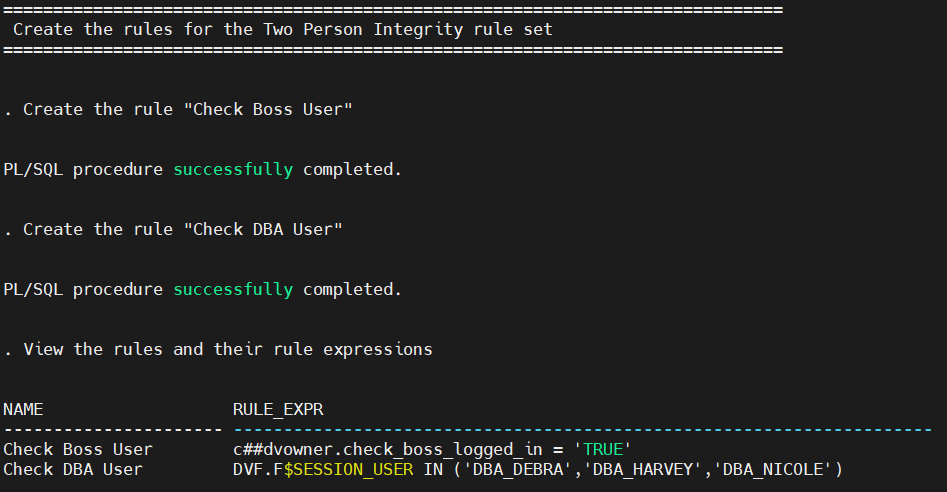 ==============================================================================
 Create the rules for the Two Person Integrity rule set
==============================================================================
. Create the rule "Check Boss User"
PL/SQL procedure successfully completed.
. Create the rule "Check DBA User"
PL/SQL procedure successfully completed.
. View the rules and their rule expressions
NAME                   RULE_EXPR
---------------------- ----------------------------------------------------------------------
Check Boss User        c##dvowner.check_boss_logged_in = 'TRUE'
Check DBA User         DVF.F$SESSION_USER IN ('DBA_DEBRA','DBA_HARVEY','DBA_NICOLE')